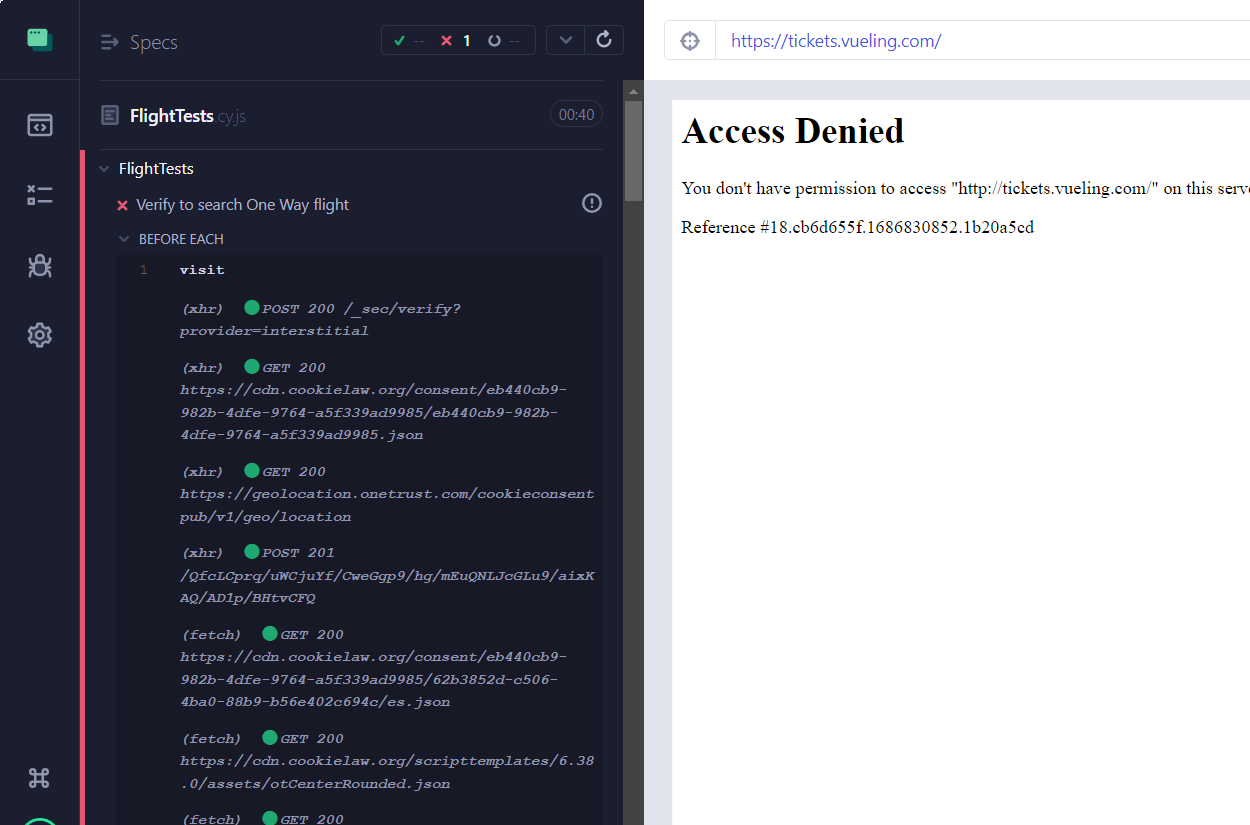 Specs
--
1
--
FlightTests.cy.js
00:40
FlightTests
Verify to search One Way flight
BEFORE EACH
1 visit
(xhr) POST 200 /_sec/verify?
provider=interstitial
(xhr) GET 200
https://cdn.cookielaw.org/consent/eb440cb9-
982b-4dfe-9764-a5f339ad9985/eb440cb9-982b-
4dfe-9764-a5f339ad9985.json
(xhr) GET 200
https://geolocation.onetrust.com/cookieconsent
pub/v1/geo/location
(xhr) POST 201
/QfcLCprq/uWCjuYf/CweGgp9/hg/mEuQNLJcGLu9/aixK
AQ/AD1p/BHtvCFQ
(fetch) GET 200
https://cdn.cookielaw.org/consent/eb440cb9-
982b-4dfe-9764-a5f339ad9985/62b3852d-c506-
4ba0-88b9-b56e402c694c/es.json
(fetch) GET 200
https://cdn.cookielaw.org/scripttemplates/6.38
.0/assets/otCenterRounded.json
(fetch) GET 200
https://tickets.vueling.com/
Access Denied
You don't have permission to access "http://tickets.vueling.com/" on this serve
Reference #18.cb6d655f.1686830852.1b20a5cd